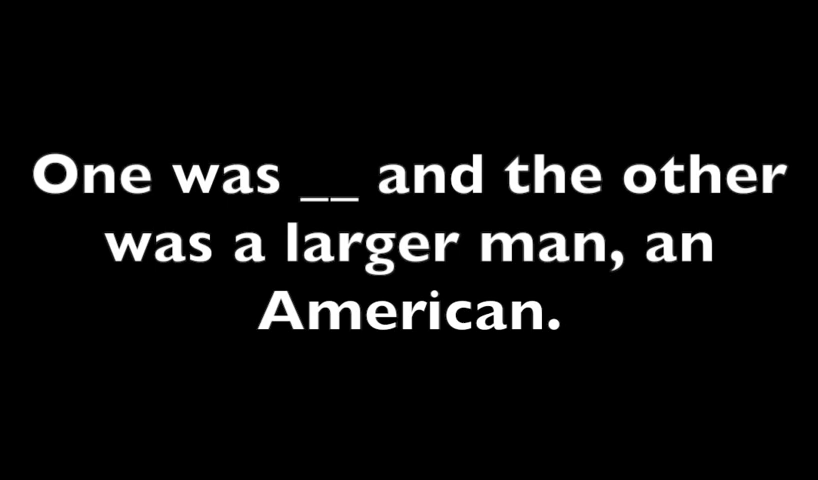 One was __ and the other
was a larger man, an
American.